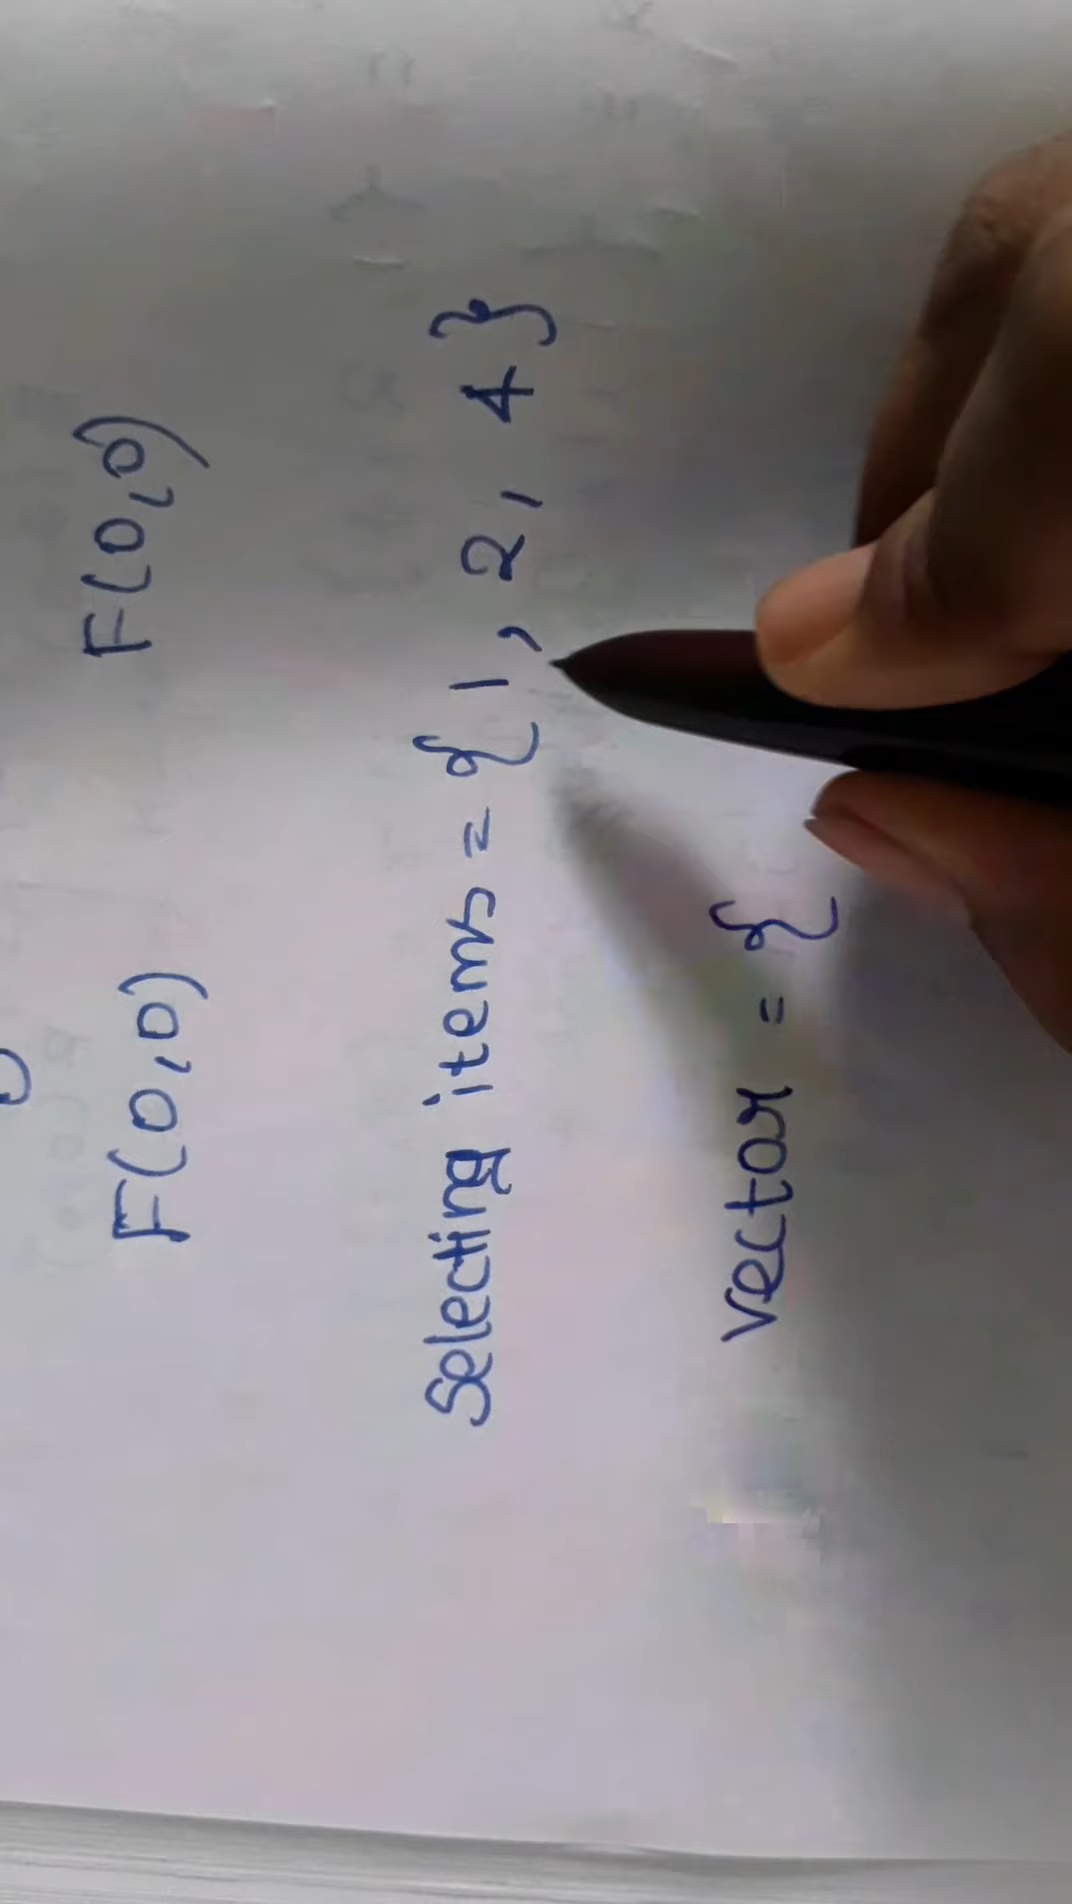 F(0,0) F(0,0)
Selecting items = {1, 2, 4}
vector = {